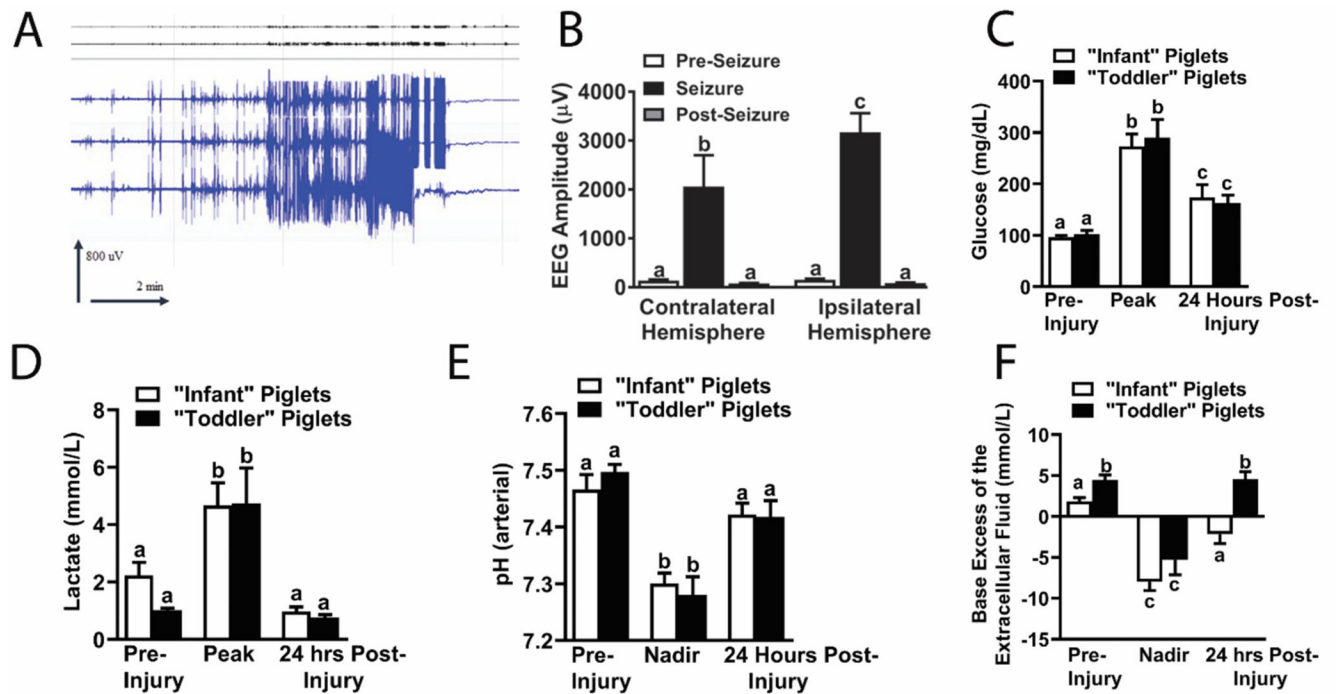 A
800 uV
2 min
B
Pre-Seizure
Seizure
Post-Seizure
EEG Amplitude (µV)
4000
3000
2000
1000
0
a
b
a
a
c
a
Contralateral
Hemisphere
Ipsilateral
Hemisphere
C
"Infant" Piglets
"Toddler" Piglets
Glucose (mg/dL)
400
300
200
100
0
a
a
b
b
c
c
Pre-
Injury
Peak
24 Hours Post-
Injury
D
"Infant" Piglets
"Toddler" Piglets
Lactate (mmol/L)
8
6
4
2
0
a
a
b
b
a
a
Pre-
Injury
Peak
24 hrs Post-
Injury
E
"Infant" Piglets
"Toddler" Piglets
pH (arterial)
7.6
7.5
7.4
7.3
7.2
a
a
b
b
a
a
Pre-
Injury
Nadir
24 Hours Post-
Injury
F
"Infant" Piglets
"Toddler" Piglets
Base Excess of the
Extracellular Fluid (mmol/L)
10
5
0
-5
-10
-15
a
b
c
c
a
b
Pre-
Injury
Nadir
24 hrs Post-
Injury